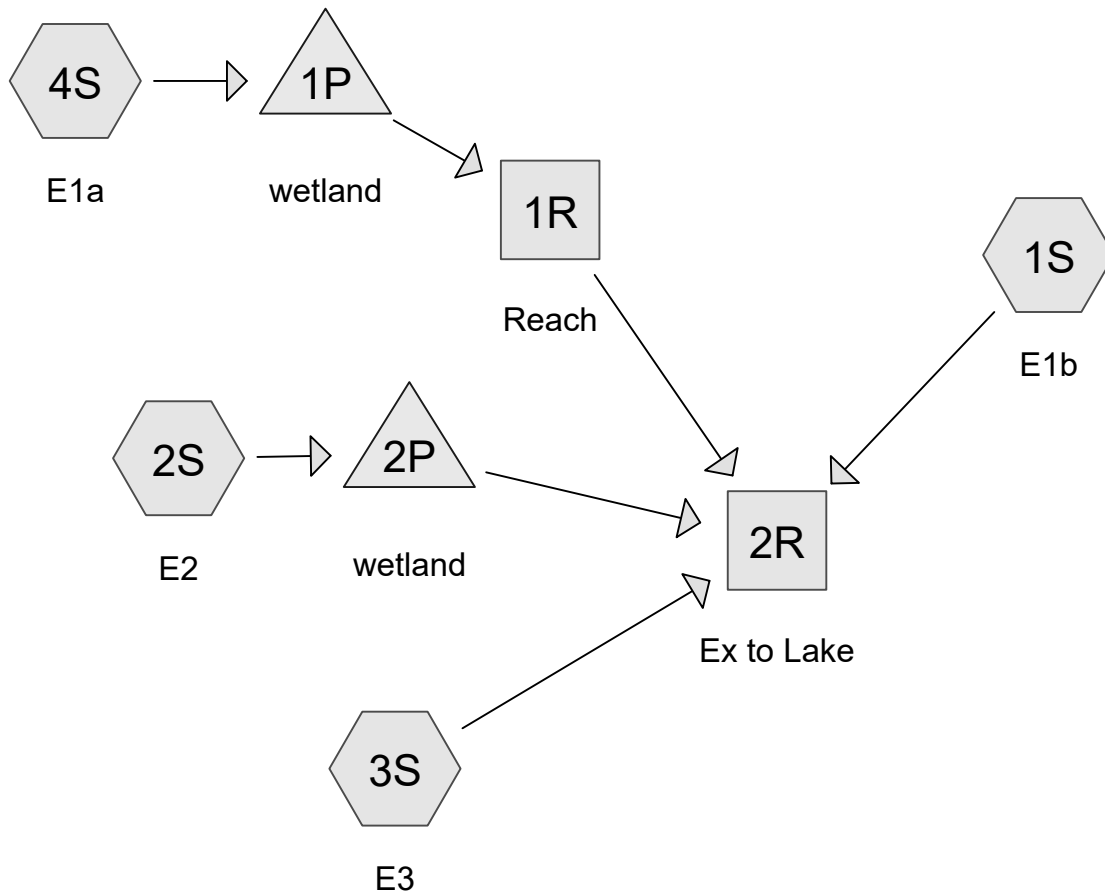 4S
E1a
1P
wetland
1R
Reach
1S
E1b
2S
E2
2P
wetland
2R
Ex to Lake
3S
E3